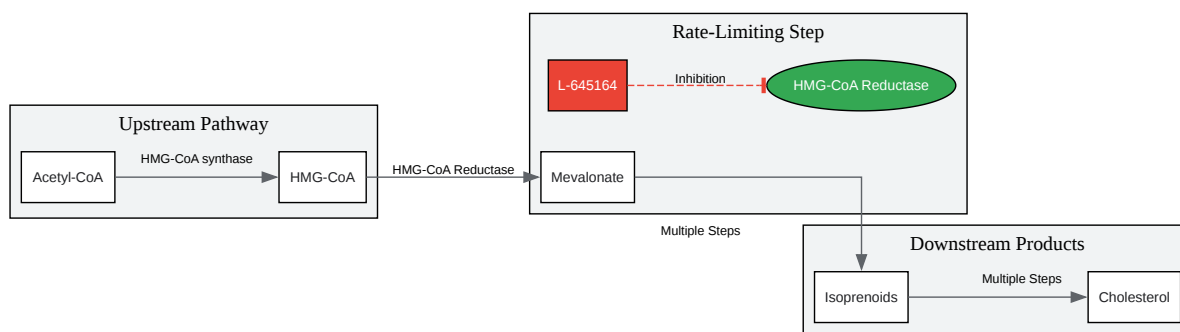 Rate-Limiting Step
L-645164
Inhibition
HMG-CoA Reductase
Upstream Pathway
Acetyl-CoA
HMG-CoA synthase
HMG-CoA
HMG-CoA Reductase
Mevalonate
Multiple Steps
Downstream Products
Isoprenoids
Multiple Steps
Cholesterol